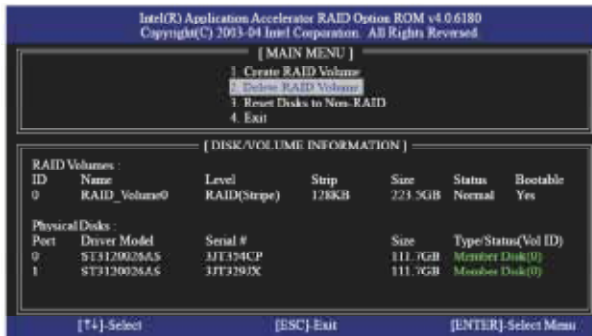 Intel(R) Application Accelerator RAID Option ROM v4.0.6180
Copyright(C) 2003-04 Intel Corporation. All Rights Reversed
[ MAIN MENU ]
1. Create RAID Volume
2. Delete RAID Volume
3. Reset Disks to Non-RAID
4. Exit
[ DISK/VOLUME INFORMATION ]
RAID Volumes :
ID Name Level Strip Size Status Bootable
0 RAID_Volume0 RAID(Stripe) 128KB 223.5GB Normal Yes
Physical Disks :
Port Driver Model Serial # Size Type/Status(Vol ID)
0 ST3120026AS 3JT354CP 111.7GB Member Disk(0)
1 ST3120026AS 3JT329JX 111.7GB Member Disk(0)
[↑↓]-Select [ESC]-Exit [ENTER]-Select Menu